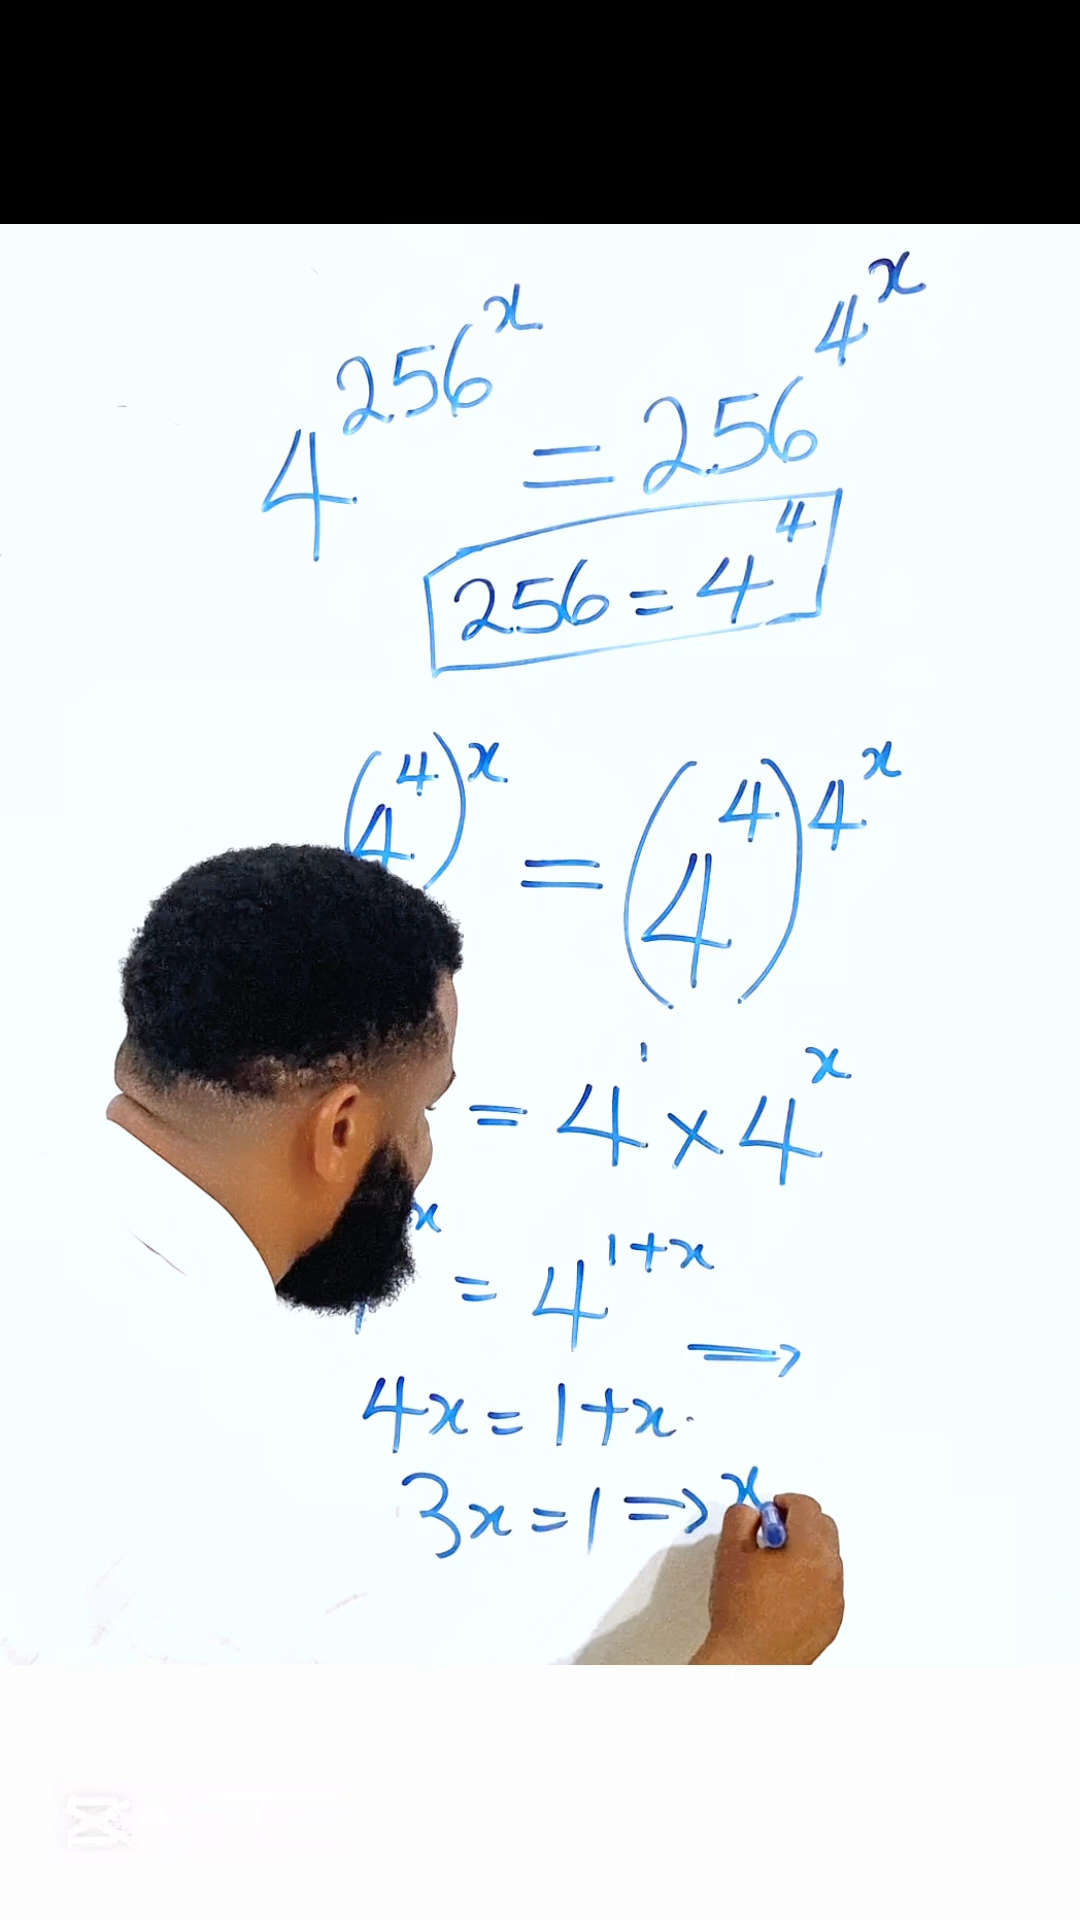 4^256^x = 256^4^x
256 = 4^4
(4^4)^x = (4^4)^4^x
= 4^1 × 4^x
x = 4^1+x ⟹
4x = 1+x
3x = 1 ⟹ x